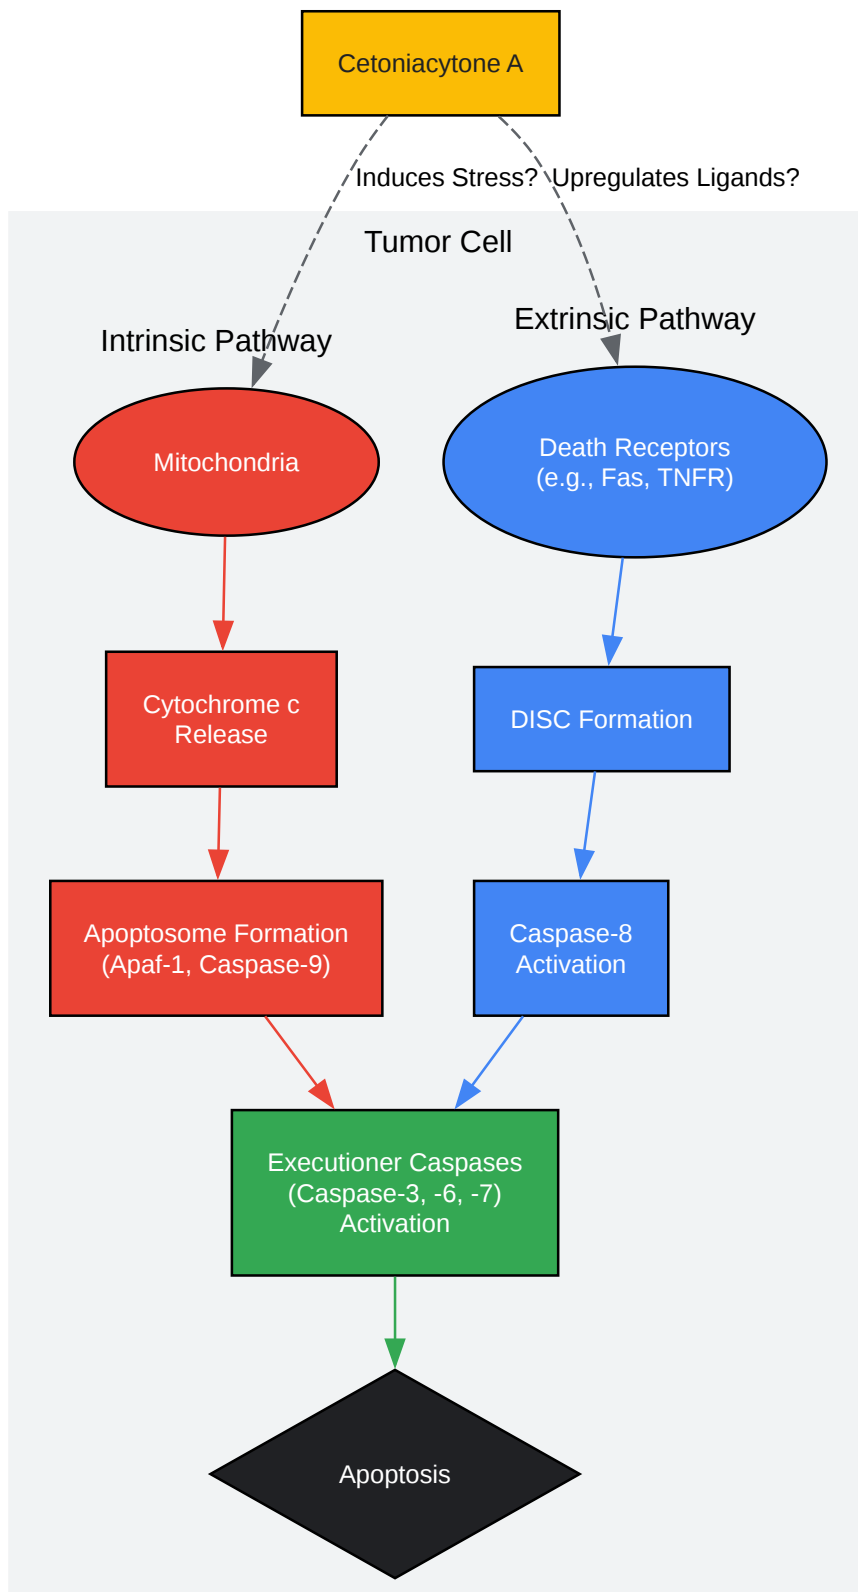 Cetoniacytone A
Induces Stress?
Upregulates Ligands?
Tumor Cell
Intrinsic Pathway
Extrinsic Pathway
Mitochondria
Death Receptors
(e.g., Fas, TNFR)
Cytochrome c
Release
DISC Formation
Apoptosome Formation
(Apaf-1, Caspase-9)
Caspase-8
Activation
Executioner Caspases
(Caspase-3, -6, -7)
Activation
Apoptosis